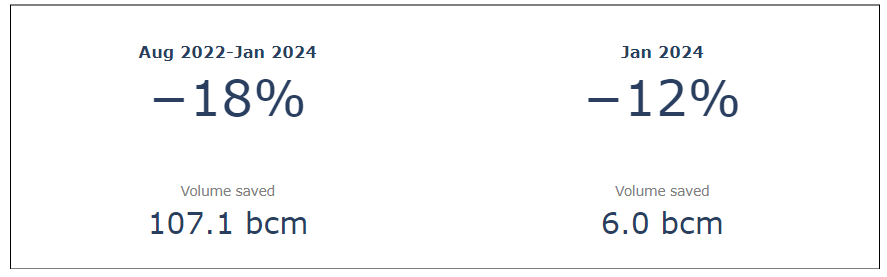 Aug 2022-Jan 2024
−18%
Volume saved
107.1 bcm
Jan 2024
−12%
Volume saved
6.0 bcm